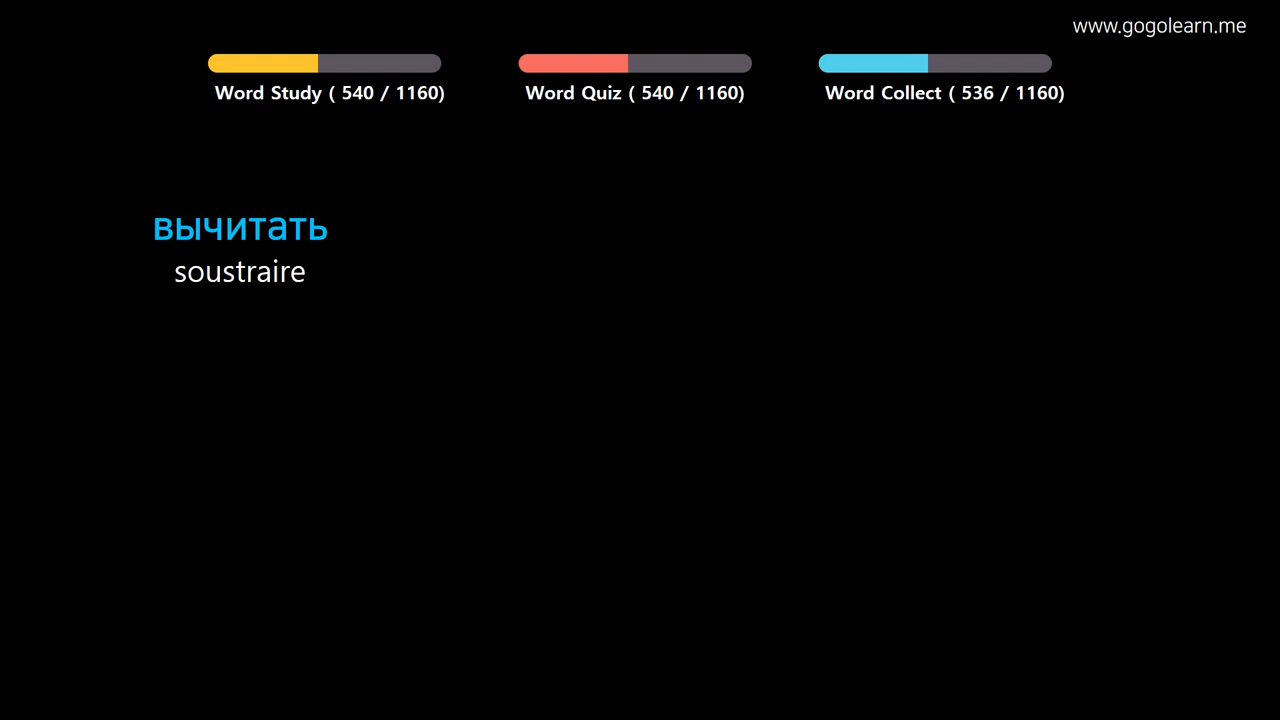 www.gogolearn.me
Word Study ( 540 / 1160)
Word Quiz ( 540 / 1160)
Word Collect ( 536 / 1160)
вычитать
soustraire